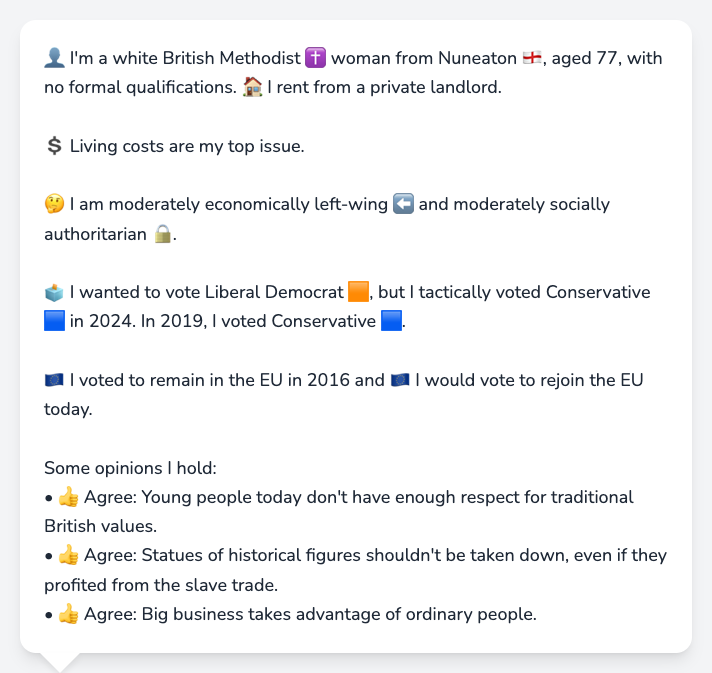 👤 I'm a white British Methodist ✝️ woman from Nuneaton 🏴󠁧󠁢󠁥󠁮󠁧󠁿, aged 77, with
no formal qualifications. 🏠 I rent from a private landlord.
💲 Living costs are my top issue.
🤔 I am moderately economically left-wing ⬅️ and moderately socially
authoritarian 🔒.
🗳️ I wanted to vote Liberal Democrat 🟧, but I tactically voted Conservative
🟦 in 2024. In 2019, I voted Conservative 🟦.
🇪🇺 I voted to remain in the EU in 2016 and 🇪🇺 I would vote to rejoin the EU
today.
Some opinions I hold:
• 👍 Agree: Young people today don't have enough respect for traditional
British values.
• 👍 Agree: Statues of historical figures shouldn't be taken down, even if they
profited from the slave trade.
• 👍 Agree: Big business takes advantage of ordinary people.